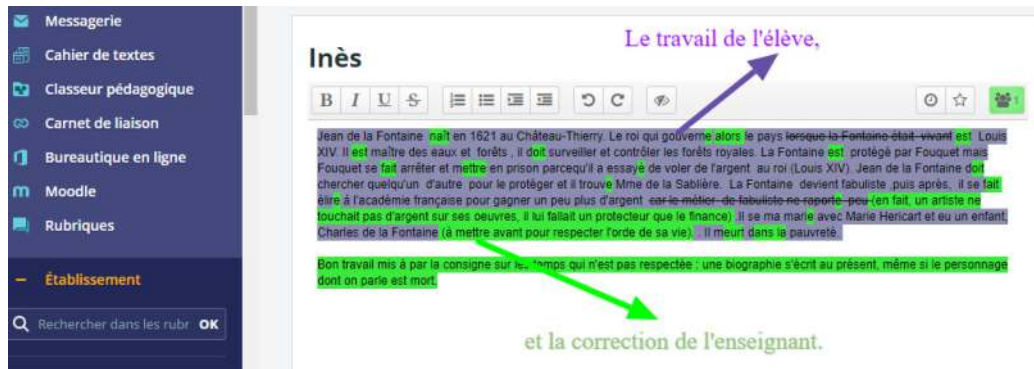 Messagerie
Cahier de textes
Classeur pédagogique
Carnet de liaison
Bureautique en ligne
Moodle
Rubriques
Établissement
Rechercher dans les rubr OK
Le travail de l'élève,
Inès
B I U S
1
Jean de la Fontaine naît en 1621 au Château-Thierry. Le roi qui gouverne alors le pays lorsque la Fontaine était vivant est Louis
XIV. Il est maître des eaux et forêts , il doit surveiller et contrôler les forêts royales. La Fontaine est protégé par Fouquet mais
Fouquet se fait arrêter et mettre en prison parcequ'il a essayé de voler de l'argent au roi (Louis XIV). Jean de la Fontaine doit
chercher quelqu'un d'autre pour le protéger et il trouve Mme de la Sablière. La Fontaine devient fabuliste ,puis après, il se fait
élire à l'académie française pour gagner un peu plus d'argent car le métier de fabuliste ne raporte peu (en fait, un artiste ne
touchait pas d'argent sur ses oeuvres, il lui fallait un protecteur que le finance) .Il se ma marie avec Marie Hericart et eu un enfant,
Charles de la Fontaine (à mettre avant pour respecter l'orde de sa vie). . Il meurt dans la pauvreté.
Bon travail mis à par la consigne sur les temps qui n'est pas respectée : une biographie s'écrit au présent, même si le personnage
dont on parle est mort.
et la correction de l'enseignant.